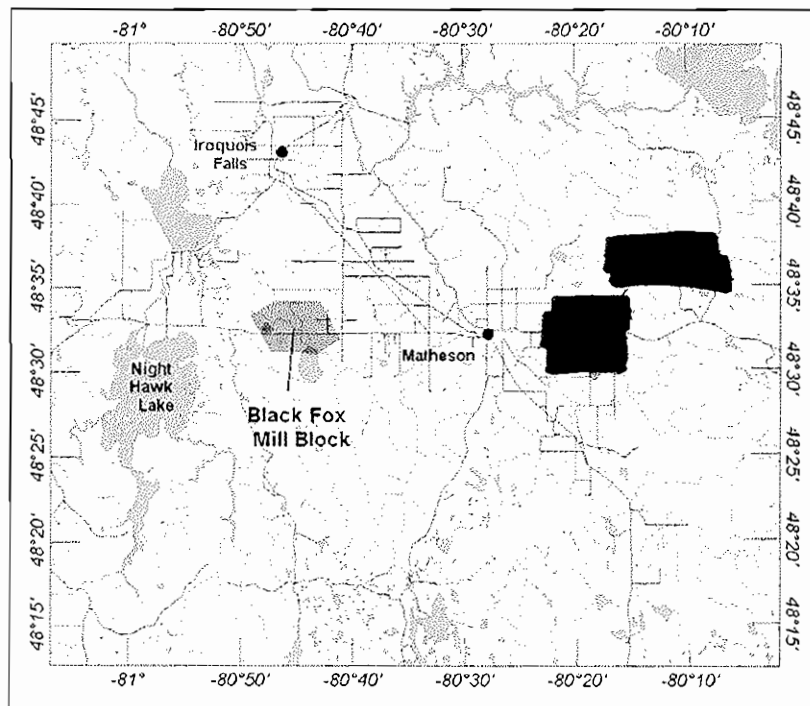 -81° -80°50' -80°40' -80°30' -80°20' -80°10'
48°45' 48°45'
Iroquois
Falls
48°40' 48°40'
48°35' 48°35'
Matheson
48°30' 48°30'
Night
Hawk
Lake
Black Fox
Mill Block
48°25' 48°25'
48°20' 48°20'
48°15' 48°15'
-81° -80°50' -80°40' -80°30' -80°20' -80°10'